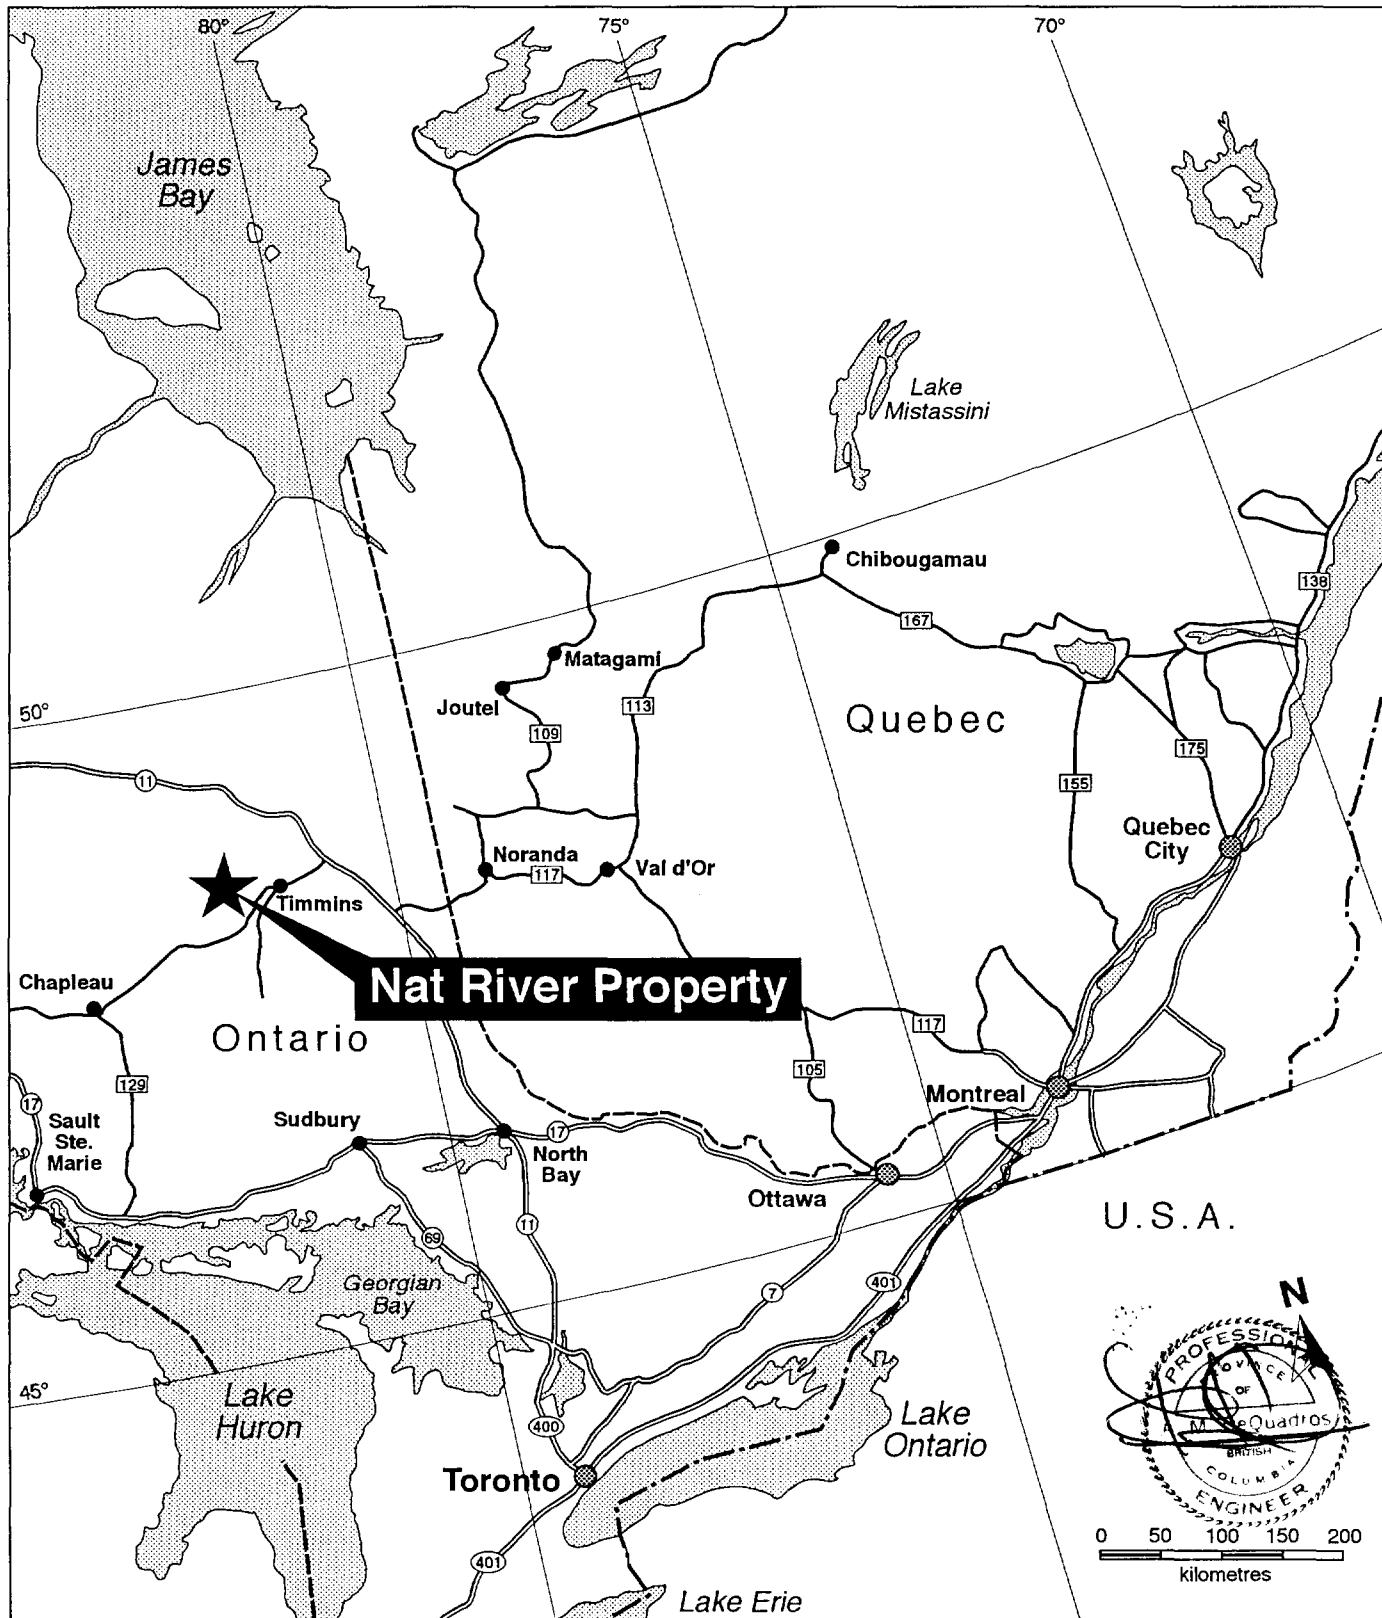 80°
75°
70°
James
Bay
Lake
Mistassini
Chibougamau
138
167
Matagami
Joutel
113
Quebec
50°
109
175
11
155
Quebec
City
Noranda
117
Val d'Or
Timmins
Chapleau
Nat River Property
Ontario
117
105
129
Montreal
17
Sault
Ste.
Marie
Sudbury
17
North
Bay
Ottawa
U.S.A.
11
69
Georgian
Bay
401
7
N
PROFESSIONAL
PROVINCE
OF
M. deQuadros
BRITISH
COLUMBIA
ENGINEER
45°
Lake
Huron
400
Lake
Ontario
Toronto
0 50 100 150 200
kilometres
401
Lake Erie